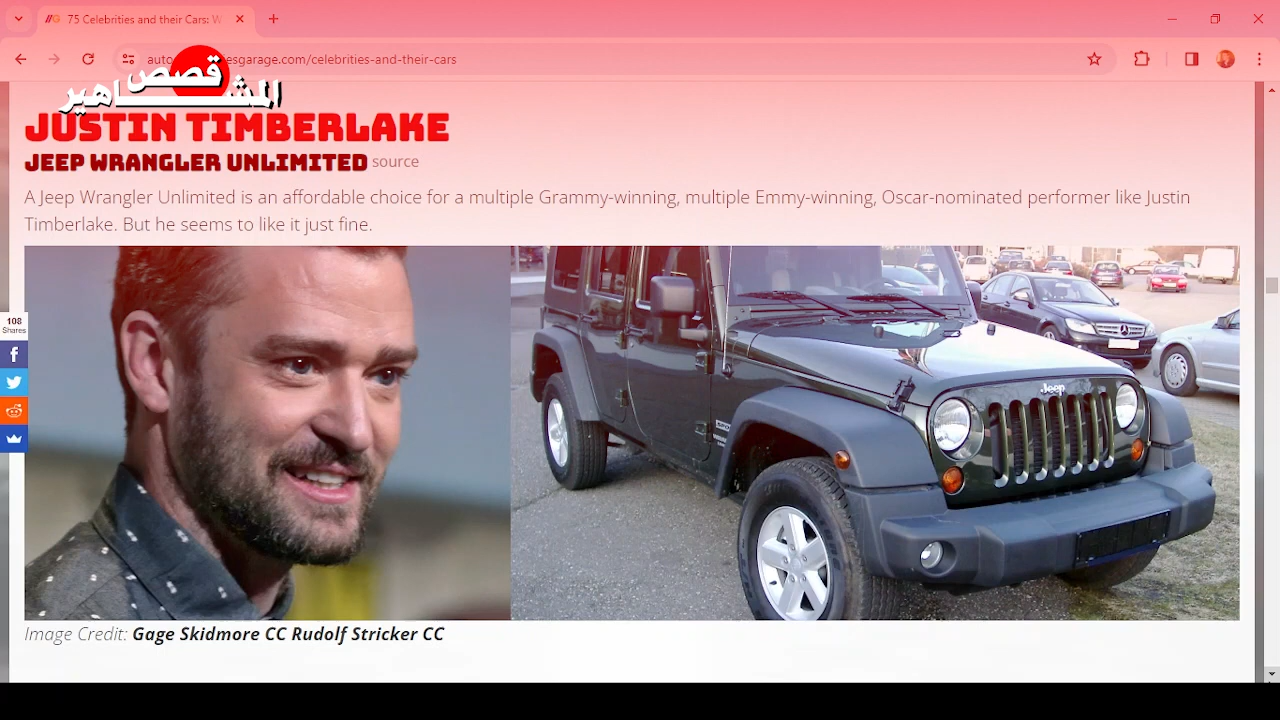 75 Celebrities and their Cars: W
esgarage.com/celebrities-and-their-cars
قصص
المشاهير
JUSTIN TIMBERLAKE
JEEP WRANGLER UNLIMITED source
A Jeep Wrangler Unlimited is an affordable choice for a multiple Grammy-winning, multiple Emmy-winning, Oscar-nominated performer like Justin
Timberlake. But he seems to like it just fine.
108
Shares
Jeep
Image Credit: Gage Skidmore CC Rudolf Stricker CC